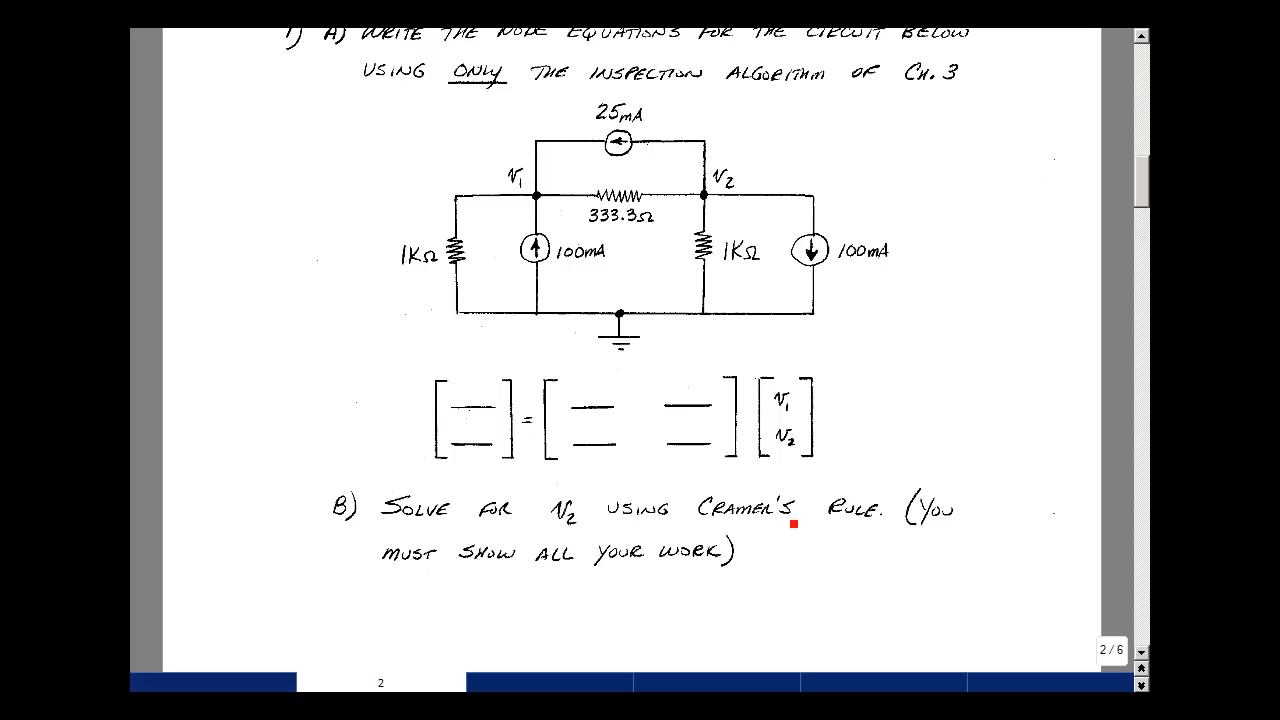 1) A) WRITE THE NODE EQUATIONS FOR THE CIRCUIT BELOW
USING ONLY THE INSPECTION ALGORITHM OF CH. 3
25mA
V1 V2
333.3Ω
1KΩ 100mA 1KΩ 100mA
[ ] = [ ] [ V1
V2 ]
B) SOLVE FOR V2 USING CRAMER'S RULE. (YOU
MUST SHOW ALL YOUR WORK)
2/6
2